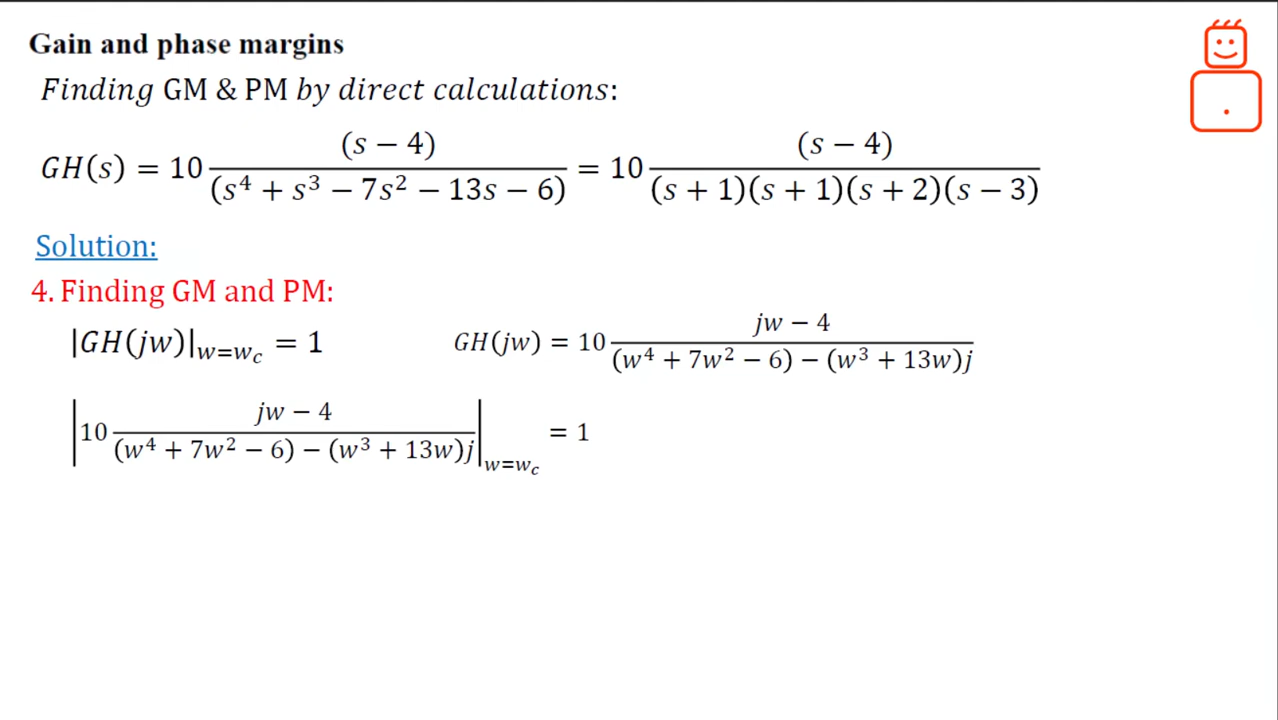 Gain and phase margins
Finding GM & PM by direct calculations:
GH(s) = 10 (s − 4) / (s⁴ + s³ − 7s² − 13s − 6) = 10 (s − 4) / (s + 1)(s + 1)(s + 2)(s − 3)
Solution:
4. Finding GM and PM:
|GH(jw)|_{w=w_c} = 1 GH(jw) = 10 jw − 4 / (w⁴ + 7w² − 6) − (w³ + 13w)j
|10 jw − 4 / (w⁴ + 7w² − 6) − (w³ + 13w)j|_{w=w_c} = 1